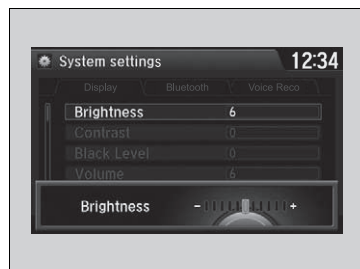 System settings 12:34
Display Bluetooth Voice Reco
Brightness 6
Contrast 0
Black Level 0
Volume 6
Brightness - +